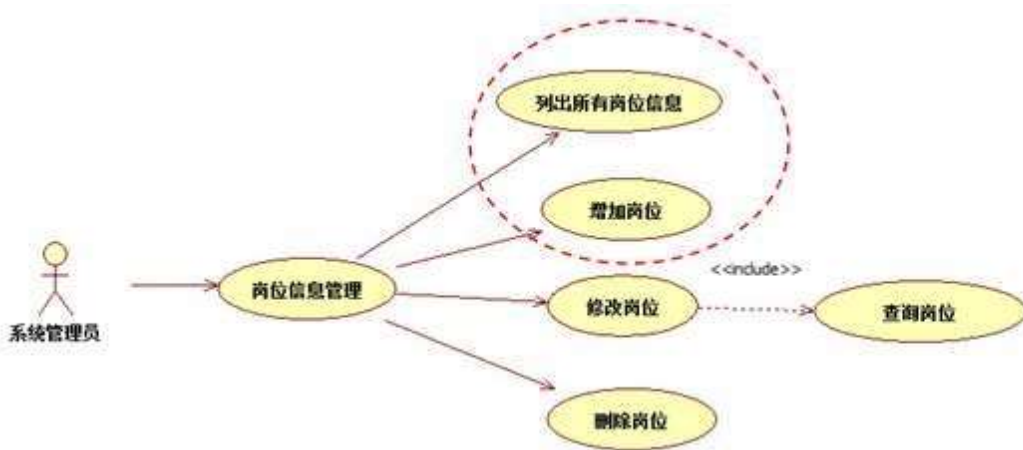 列出所有岗位信息
增加岗位
<<include>>
岗位信息管理
修改岗位
查询岗位
系统管理员
删除岗位